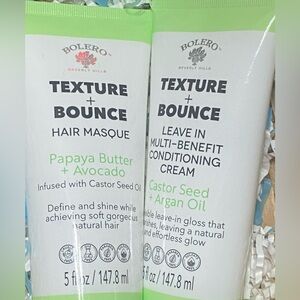 BOLERO
BEVERLY HILLS
TEXTURE
+
BOUNCE
HAIR MASQUE
Papaya Butter
+ Avocado
Infused with Castor Seed Oil
Define and shine while
achieving soft gorgeous
natural hair
5 fl oz / 147.8 ml
BOLERO
BEVERLY HILLS
TEXTURE
+
BOUNCE
LEAVE IN
MULTI-BENEFIT
CONDITIONING
CREAM
Castor Seed
+ Argan Oil
leave-in gloss that
leaving a natural
and effortless glow
5 fl oz / 147.8 ml